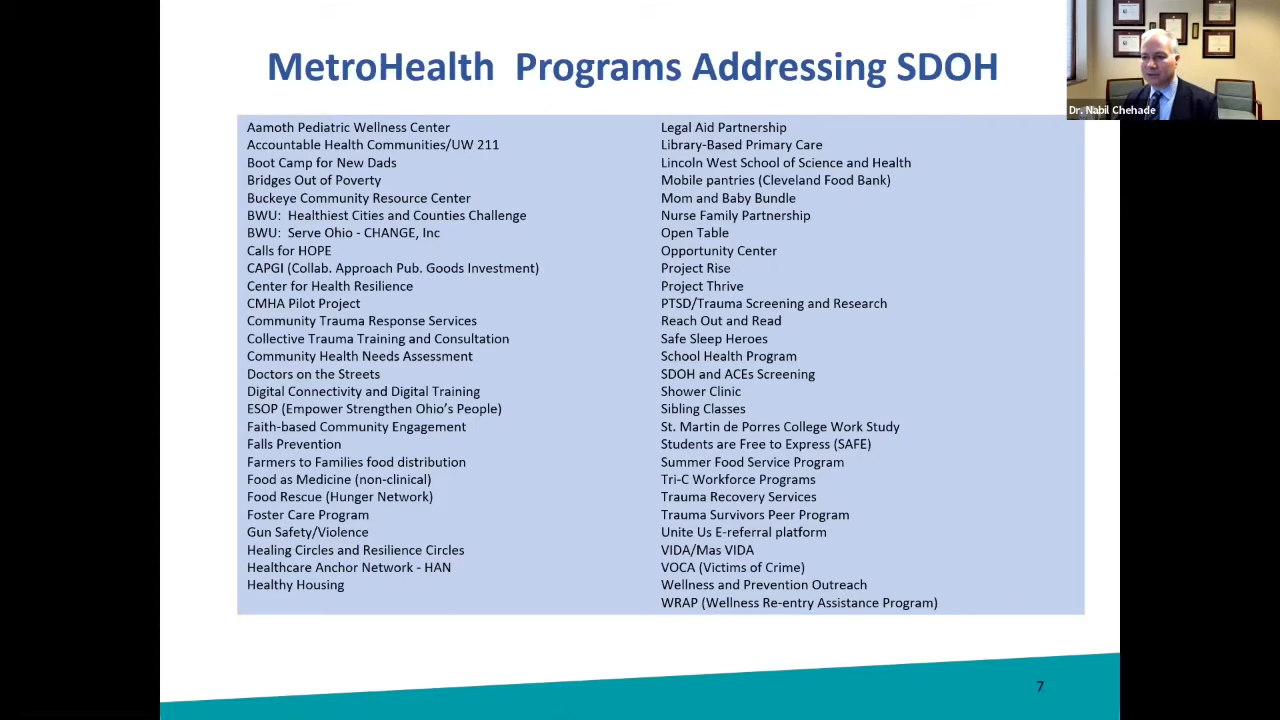 MetroHealth  Programs Addressing SDOH
Dr. Nabil Chehade
Aamoth Pediatric Wellness Center
Accountable Health Communities/UW 211
Boot Camp for New Dads
Bridges Out of Poverty
Buckeye Community Resource Center
BWU:  Healthiest Cities and Counties Challenge
BWU:  Serve Ohio - CHANGE, Inc
Calls for HOPE
CAPGI (Collab. Approach Pub. Goods Investment)
Center for Health Resilience
CMHA Pilot Project
Community Trauma Response Services
Collective Trauma Training and Consultation
Community Health Needs Assessment
Doctors on the Streets
Digital Connectivity and Digital Training
ESOP (Empower Strengthen Ohio's People)
Faith-based Community Engagement
Falls Prevention
Farmers to Families food distribution
Food as Medicine (non-clinical)
Food Rescue (Hunger Network)
Foster Care Program
Gun Safety/Violence
Healing Circles and Resilience Circles
Healthcare Anchor Network - HAN
Healthy Housing
Legal Aid Partnership
Library-Based Primary Care
Lincoln West School of Science and Health
Mobile pantries (Cleveland Food Bank)
Mom and Baby Bundle
Nurse Family Partnership
Open Table
Opportunity Center
Project Rise
Project Thrive
PTSD/Trauma Screening and Research
Reach Out and Read
Safe Sleep Heroes
School Health Program
SDOH and ACEs Screening
Shower Clinic
Sibling Classes
St. Martin de Porres College Work Study
Students are Free to Express (SAFE)
Summer Food Service Program
Tri-C Workforce Programs
Trauma Recovery Services
Trauma Survivors Peer Program
Unite Us E-referral platform
VIDA/Mas VIDA
VOCA (Victims of Crime)
Wellness and Prevention Outreach
WRAP (Wellness Re-entry Assistance Program)
7